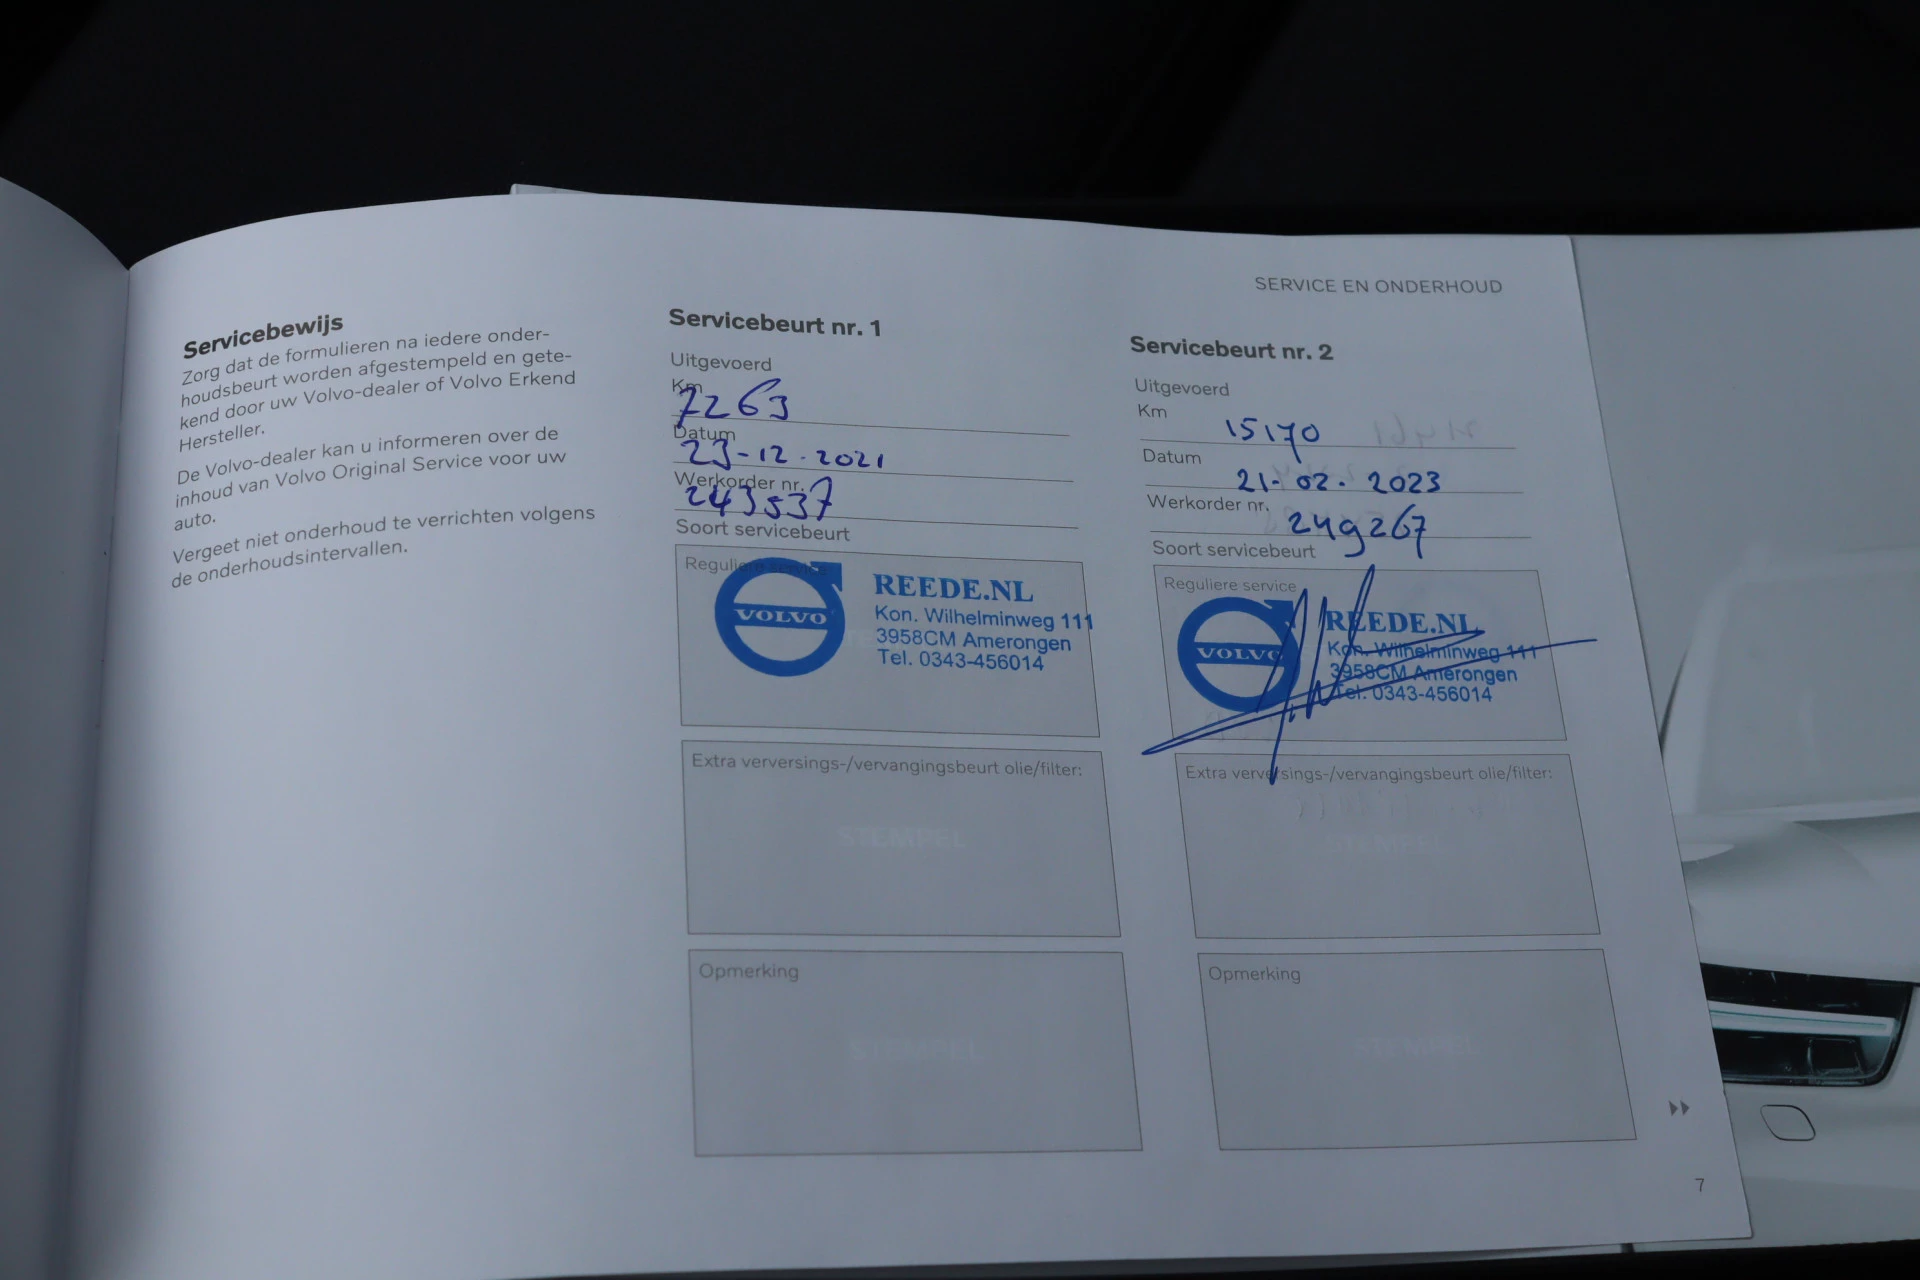 SERVICE EN ONDERHOUD
Servicebewijs
Zorg dat de formulieren na iedere onder-
houdsbeurt worden afgestempeld en gete-
kend door uw Volvo-dealer of Volvo Erkend
Hersteller.
De Volvo-dealer kan u informeren over de
inhoud van Volvo Original Service voor uw
auto.
Vergeet niet onderhoud te verrichten volgens
de onderhoudsintervallen.
Servicebeurt nr. 1
Uitgevoerd
Km
7263
Datum
23-12-2021
Werkorder nr.
243537
Soort servicebeurt
Reguliere service
VOLVO
REEDE.NL
Kon. Wilhelminweg 111
3958CM Amerongen
Tel. 0343-456014
Extra verversings-/vervangingsbeurt olie/filter:
STEMPEL
Opmerking
STEMPEL
Servicebeurt nr. 2
Uitgevoerd
Km
15170
Datum
21-02-2023
Werkorder nr.
249267
Soort servicebeurt
Reguliere service
VOLVO
REEDE.NL
Kon. Wilhelminweg 111
3958CM Amerongen
Tel. 0343-456014
Extra verversings-/vervangingsbeurt olie/filter:
STEMPEL
Opmerking
STEMPEL
7